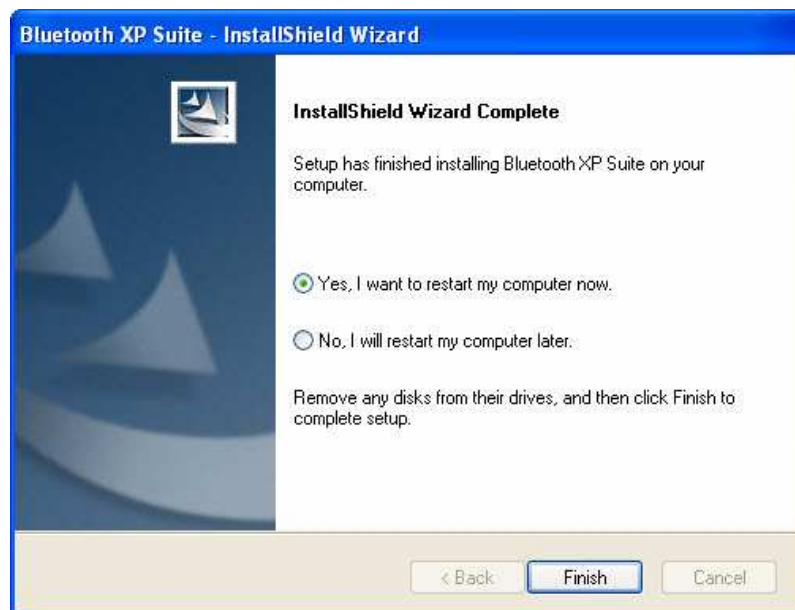 Bluetooth XP Suite - InstallShield Wizard
InstallShield Wizard Complete
Setup has finished installing Bluetooth XP Suite on your
computer.
Yes, I want to restart my computer now.
No, I will restart my computer later.
Remove any disks from their drives, and then click Finish to
complete setup.
< Back Finish Cancel